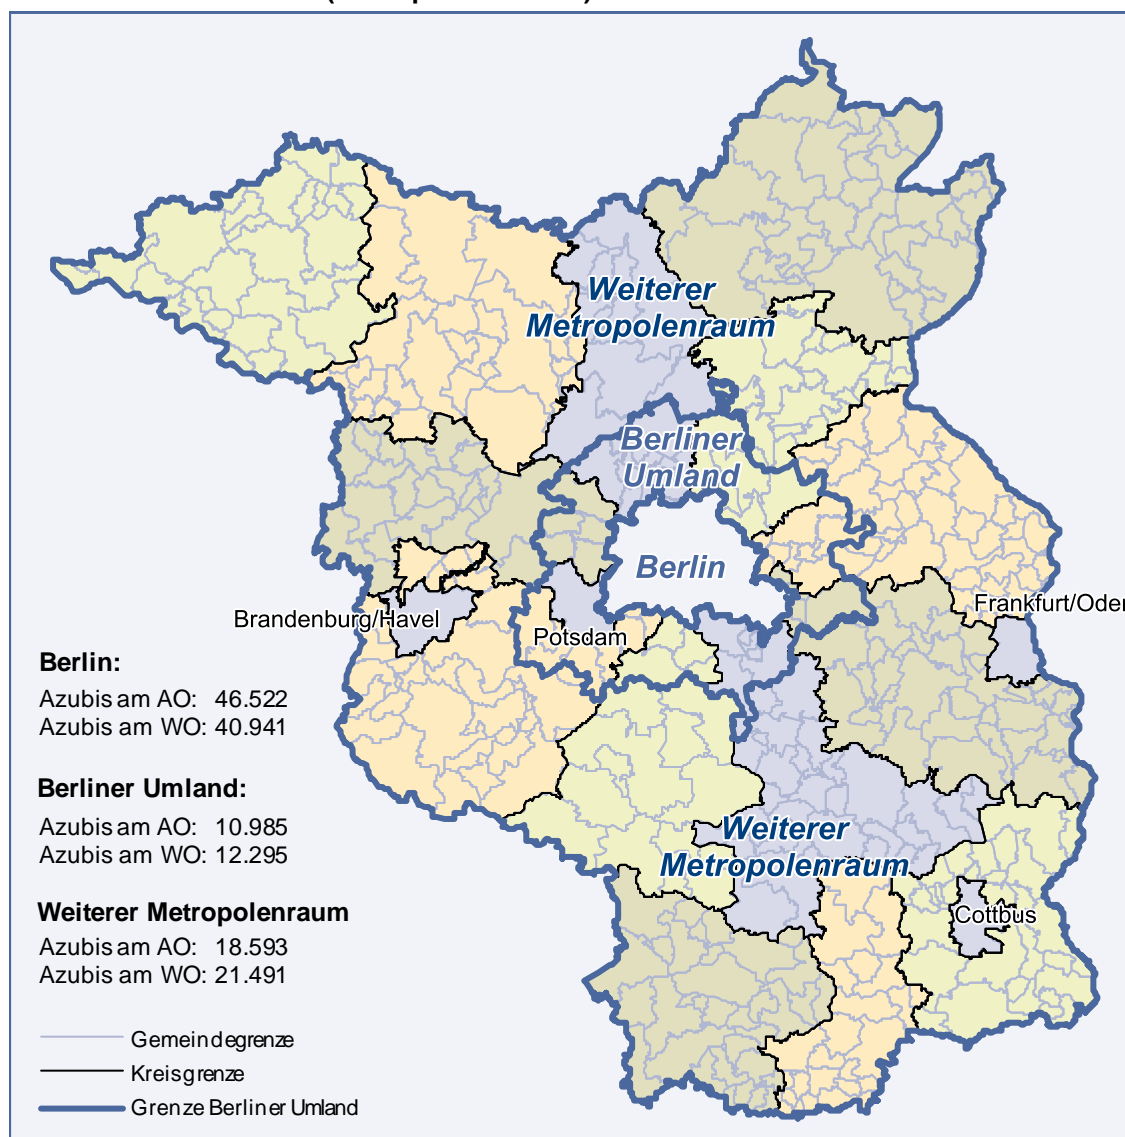 Weiterer
Metropolenraum
Berliner
Umland
Berlin
Brandenburg/Havel
Potsdam
Frankfurt/Oder
Berlin:
Azubis am AO: 46.522
Azubis am WO: 40.941
Berliner Umland:
Azubis am AO: 10.985
Azubis am WO: 12.295
Weiterer
Metropolenraum
Cottbus
Weiterer Metropolenraum
Azubis am AO: 18.593
Azubis am WO: 21.491
Gemeindegrenze
Kreisgrenze
Grenze Berliner Umland